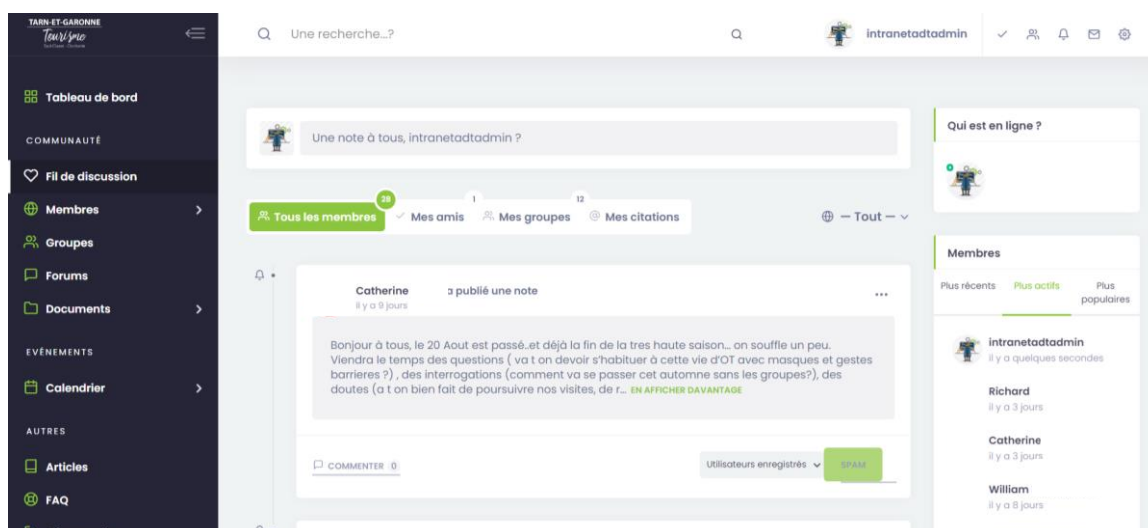 TARN-ET-GARONNE
Tourisme
Tableau de bord
COMMUNAUTÉ
Fil de discussion
Membres
Groupes
Forums
Documents
EVÈNEMENTS
Calendrier
AUTRES
Articles
FAQ
Une recherche...?
intranetadtadmin
Une note à tous, intranetadtadmin ?
Tous les membres 28 Mes amis 1 Mes groupes 12 @ Mes citations
— Tout —
Catherine a publié une note
il y a 9 jours
Bonjour à tous, le 20 Aout est passé..et déjà la fin de la tres haute saison... on souffle un peu.
Viendra le temps des questions ( va t on devoir s'habituer à cette vie d'OT avec masques et gestes
barrieres ?) , des interrogations (comment va se passer cet automne sans les groupes?), des
doutes (a t on bien fait de poursuivre nos visites, de r... EN AFFICHER DAVANTAGE
COMMENTER 0
Utilisateurs enregistrés
SPAM
Qui est en ligne ?
Membres
Plus récents Plus actifs Plus
populaires
intranetadtadmin
il y a quelques secondes
Richard
il y a 3 jours
Catherine
il y a 3 jours
William
il y a 8 jours